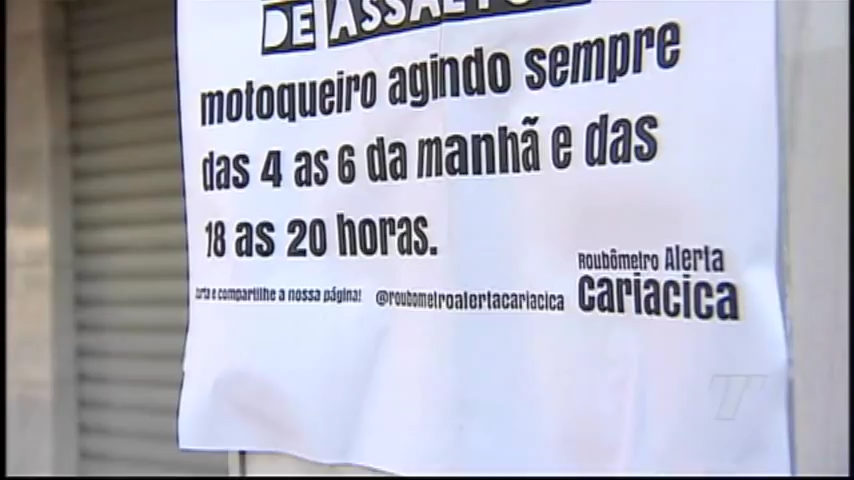 DE ASSALTO
motoqueiro agindo sempre
das 4 as 6 da manhã e das
18 as 20 horas.
curta e compartilhe a nossa página! @roubometroalertacariacica
Roubômetro Alerta
Cariacica